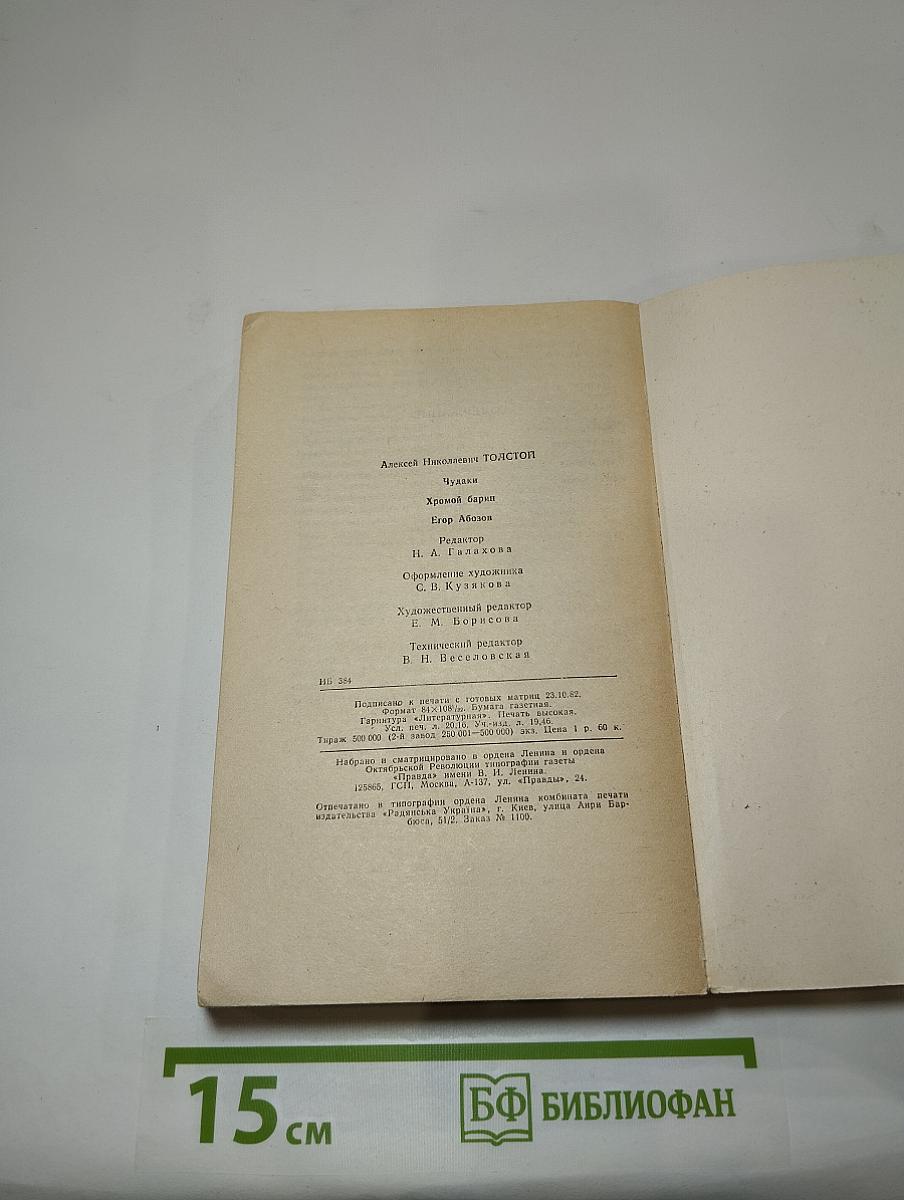 Алексей Николаевич ТОЛСТОЙ
Чудаки
Хромой барин
Егор Абозов
Редактор
Н. А. Галахова
Оформление художника
С. В. Кузякова
Художественный редактор
Е. М. Борисова
Технический редактор
В. Н. Веселовская
ИБ 384
Подписано к печати с готовых матриц 23.10.82.
Формат 84×108¹/₃₂. Бумага газетная.
Гарнитура «Литературная». Печать высокая.
Усл. печ. л. 20,16. Уч.-изд. л. 19,46.
Тираж 500 000 (2-й завод 250 001—500 000) экз. Цена 1 р. 60 к.
Набрано и сматрицировано в ордена Ленина и ордена
Октябрьской Революции типографии газеты
«Правда» имени В. И. Ленина.
125865, ГСП, Москва, А-137, ул. «Правды», 24.
Отпечатано в типографии ордена Ленина комбината печати
издательства «Радянська Україна», г. Киев, улица Анри Бар-
бюса, 51/2. Заказ № 1100.
15 см
БФ БИБЛИОФАН